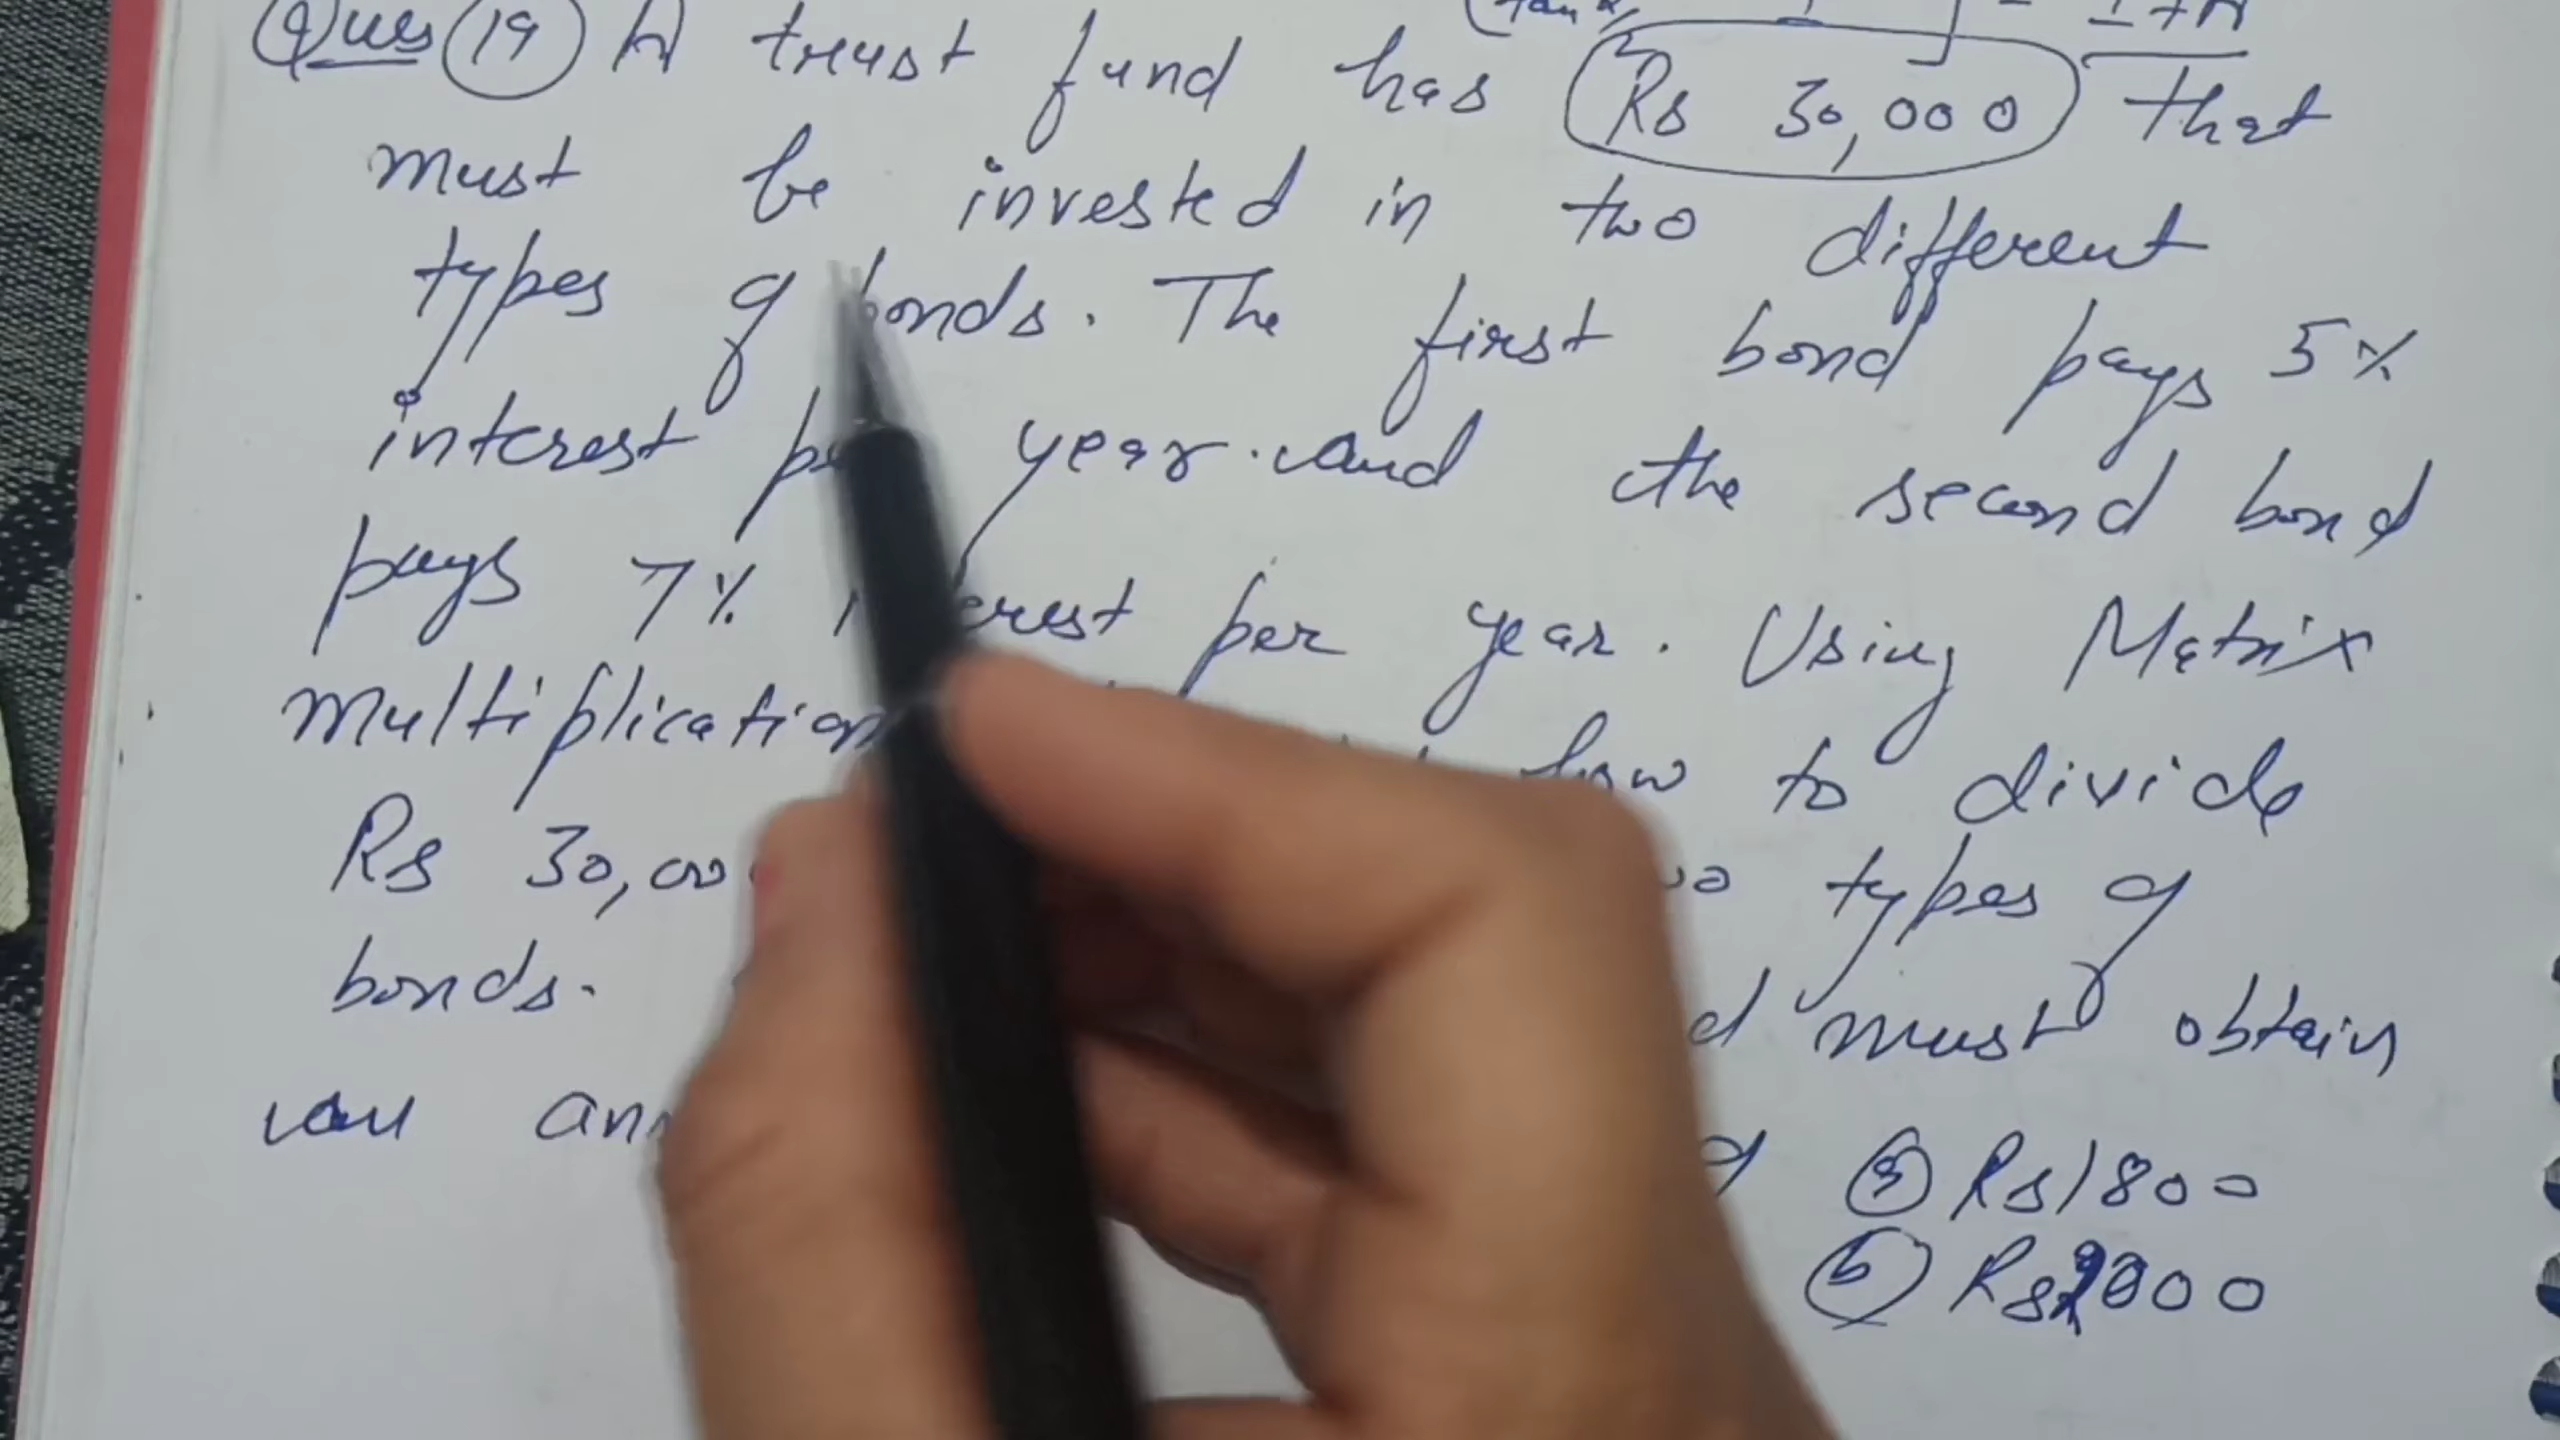 Ques 19 A trust fund has Rs 30,000 that
must be invested in two different
types of bonds. The first bond pays 5%
interest year. and the second bond
pays 7% per year. Using Matrix
multiplication how to divide
Rs 30,000 types of
bonds. must obtain
an
(a) Rs 1800
(b) Rs 2000